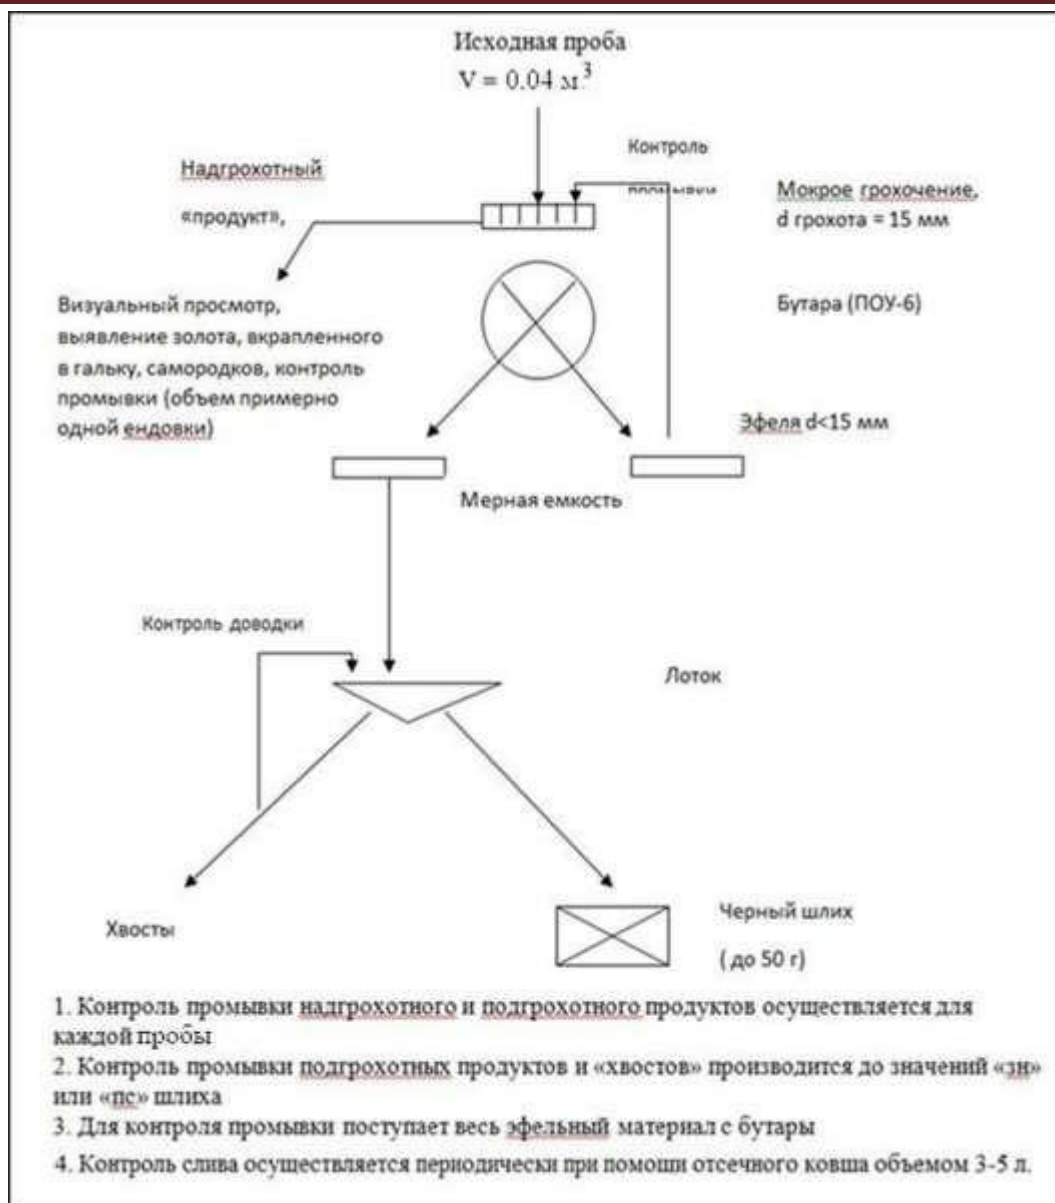 Исходная проба
V = 0.04 м.³
Контроль
промывки
Надгрохотный
«продукт»,
Мокрое грохочение,
d грохота = 15 мм
Визуальный просмотр,
выявление золота, вкрапленного
в гальку, самородков, контроль
промывки (объем примерно
одной ендовки)
Бутара (ПОУ-6)
Эфеля d<15 мм
Мерная емкость
Контроль доводки
Лоток
Хвосты
Черный шлих
( до 50 г)
1. Контроль промывки надгрохотного и подгрохотного продуктов осуществляется для
каждой пробы
2. Контроль промывки подгрохотных продуктов и «хвостов» производится до значений «зн»
или «пс» шлиха
3. Для контроля промывки поступает весь эфельный материал с бутары
4. Контроль слива осуществляется периодически при помощи отсечного ковша объемом 3-5 л.